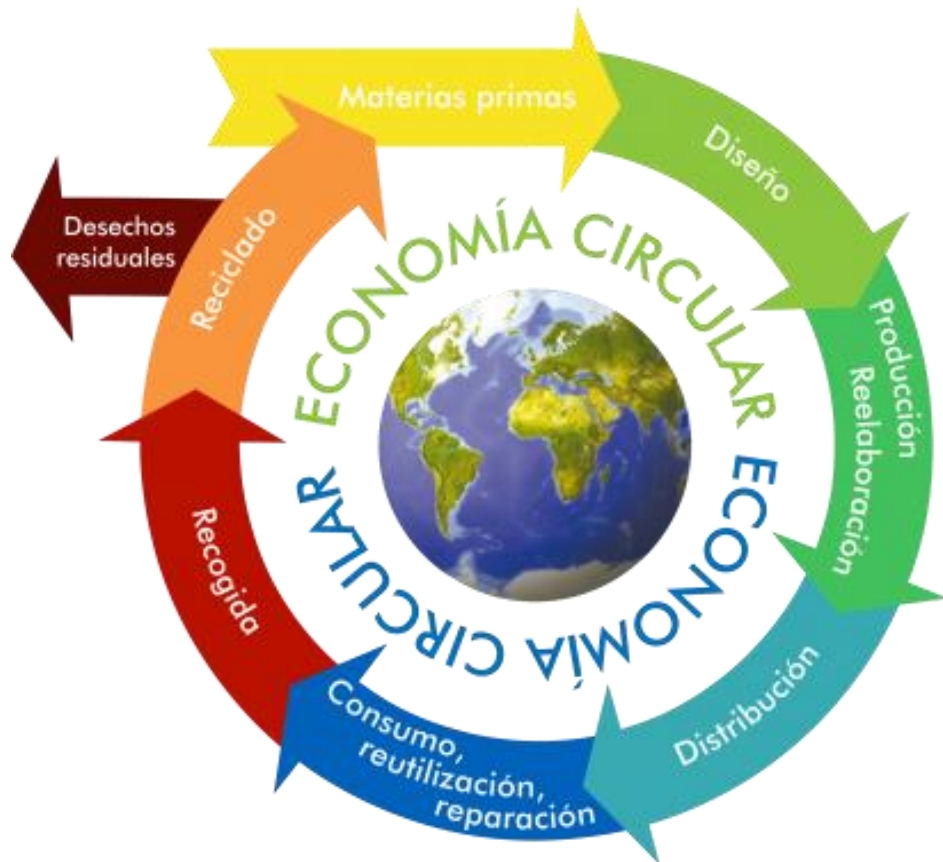 Materias primas
Diseño
Producción
Reelaboración
Distribución
Consumo,
reutilización,
reparación
Recogida
Reciclado
Desechos
residuales
ECONOMÍA CIRCULAR
ECONOMÍA CIRCULAR